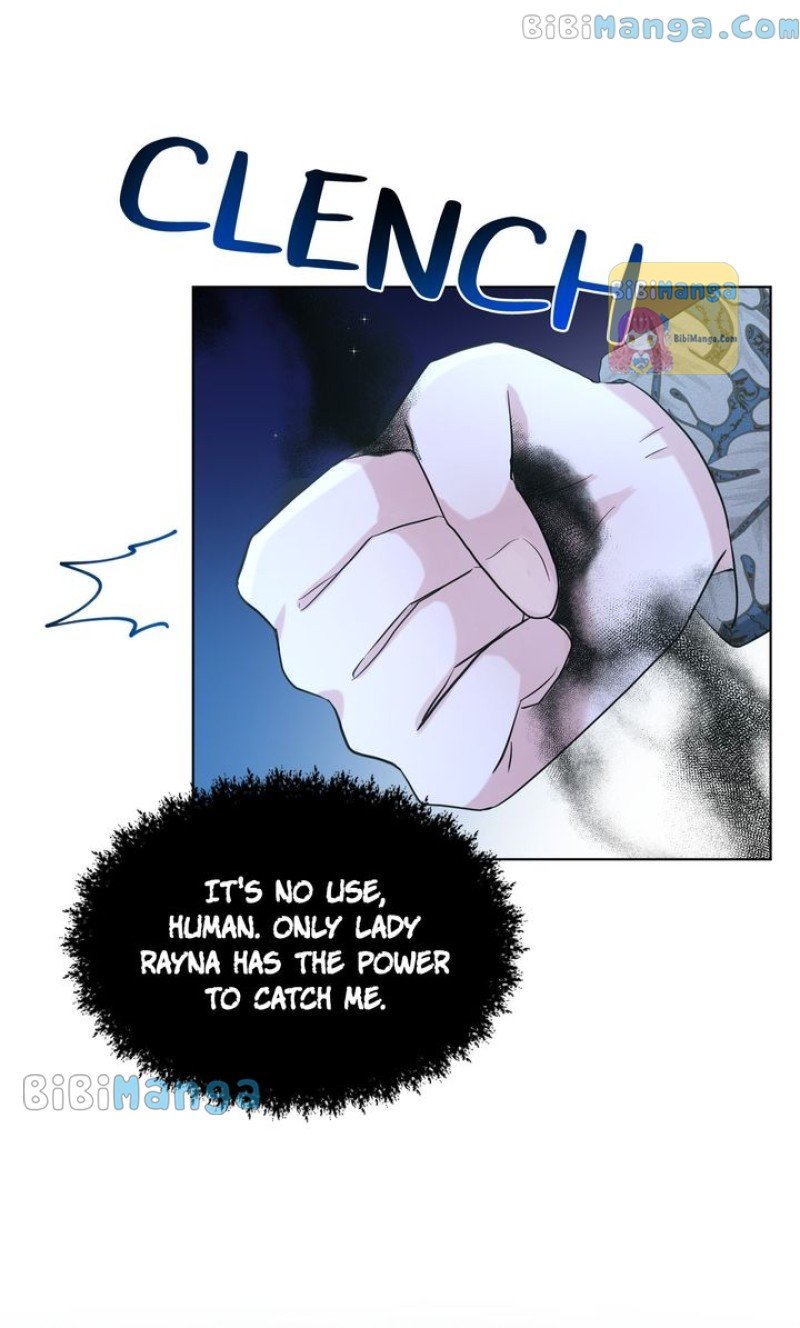 BiBiManga.Com
CLENCH
BiBiManga
BibiManga.Com
IT'S NO USE,
HUMAN. ONLY LADY
RAYNA HAS THE POWER
TO CATCH ME.
BiBiManga